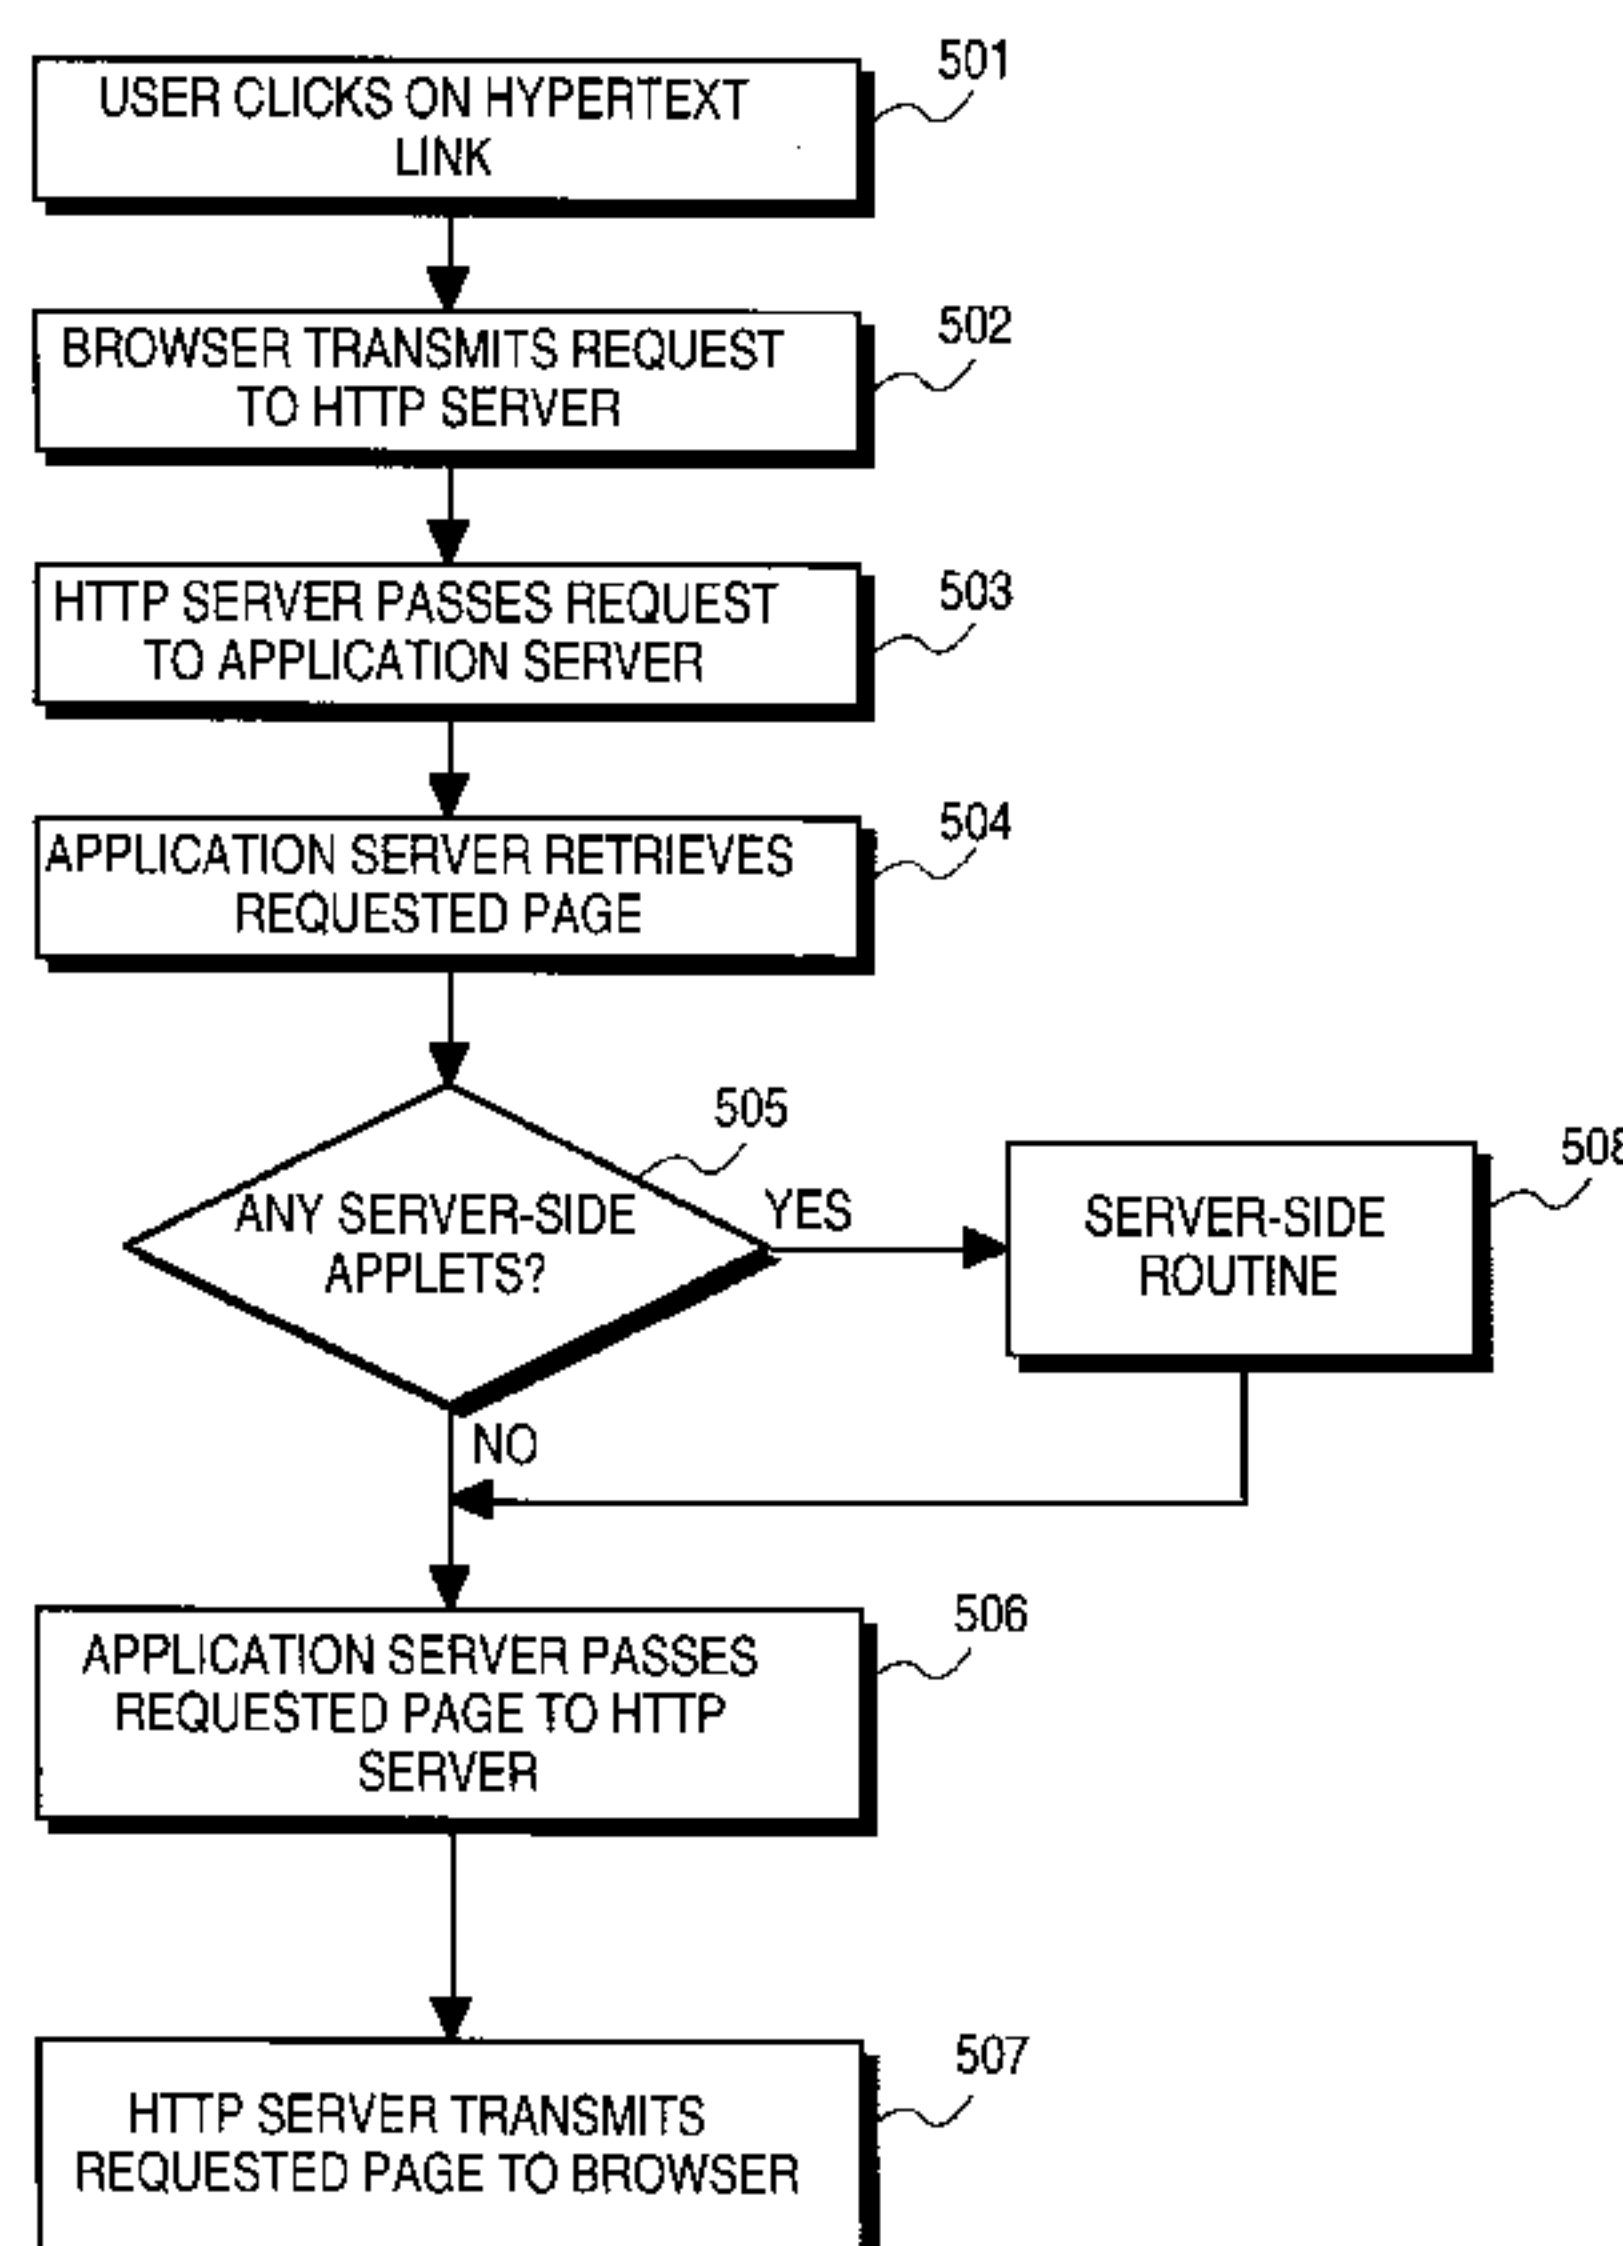 501
USER CLICKS ON HYPERTEXT
LINK
502
BROWSER TRANSMITS REQUEST
TO HTTP SERVER
503
HTTP SERVER PASSES REQUEST
TO APPLICATION SERVER
504
APPLICATION SERVER RETRIEVES
REQUESTED PAGE
505
ANY SERVER-SIDE
APPLETS?
YES
508
SERVER-SIDE
ROUTINE
NO
506
APPLICATION SERVER PASSES
REQUESTED PAGE TO HTTP
SERVER
507
HTTP SERVER TRANSMITS
REQUESTED PAGE TO BROWSER